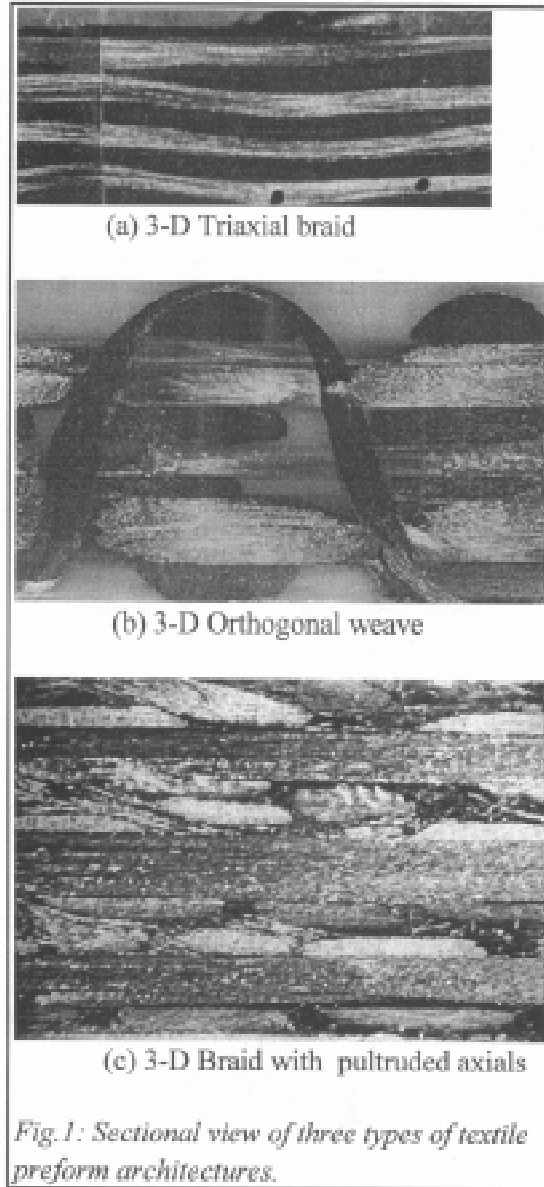 (a) 3-D Triaxial braid
(b) 3-D Orthogonal weave
(c) 3-D Braid with pultruded axials
Fig.1: Sectional view of three types of textile
preform architectures.